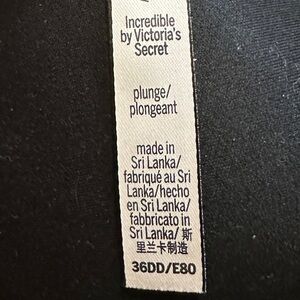 Incredible
by Victoria's
Secret
plunge/
plongeant
made in
Sri Lanka/
fabriqué au Sri
Lanka/hecho
en Sri Lanka/
fabbricato in
Sri Lanka/ 斯
里兰卡制造
36DD/E80